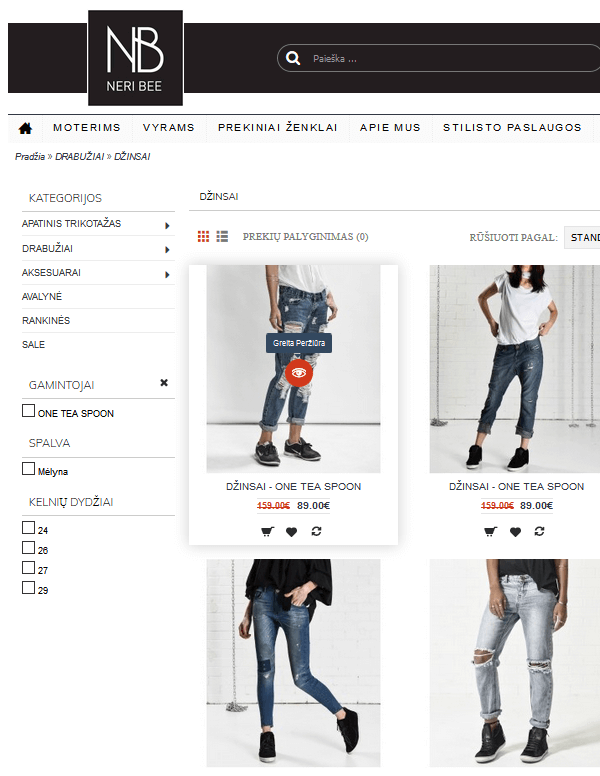 NB
NERI BEE
Paieška ...
MOTERIMS
VYRAMS
PREKINIAI ŽENKLAI
APIE MUS
STILISTO PASLAUGOS
Pradžia » DRABUŽIAI » DŽINSAI
KATEGORIJOS
APATINIS TRIKOTAŽAS
DRABUŽIAI
AKSESUARAI
AVALYNĖ
RANKINĖS
SALE
GAMINTOJAI
ONE TEA SPOON
SPALVA
Mėlyna
KELNIŲ DYDŽIAI
24
26
27
29
DŽINSAI
PREKIŲ PALYGINIMAS (0)
RŪŠIUOTI PAGAL:
STAND
Greita Peržiūra
DŽINSAI - ONE TEA SPOON
159.00€ 89.00€
DŽINSAI - ONE TEA SPOON
159.00€ 89.00€